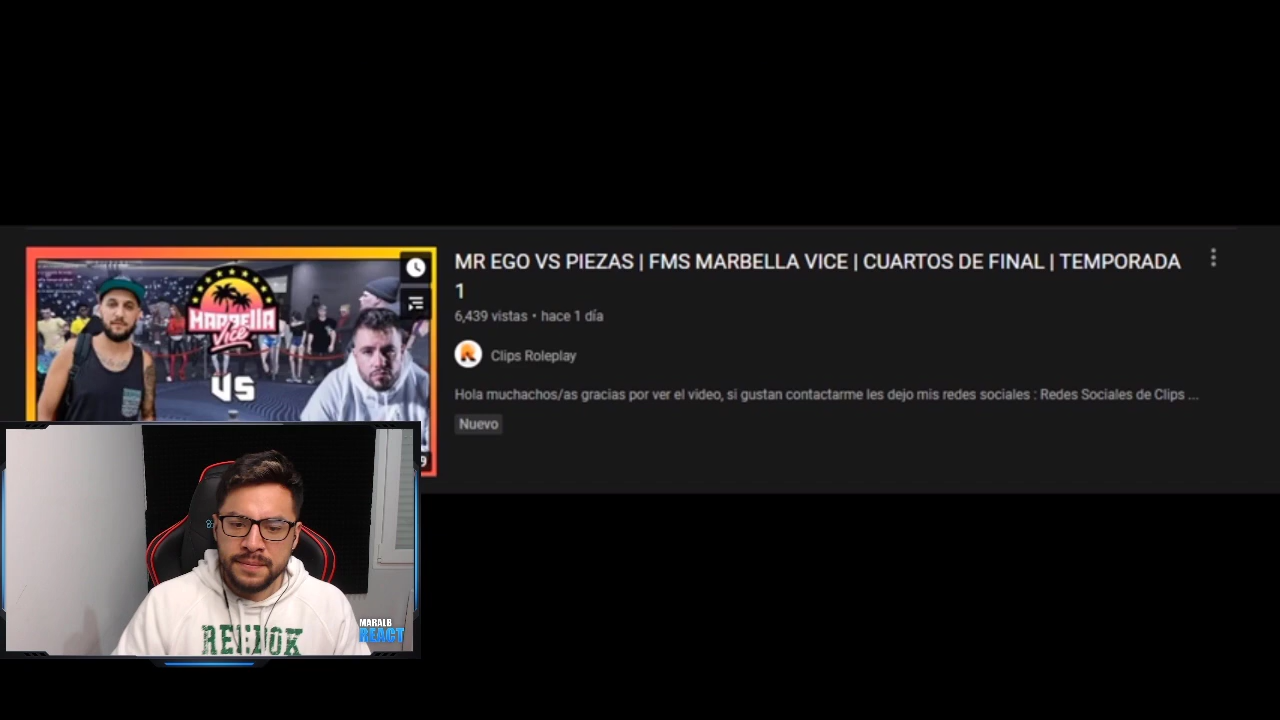 MR EGO VS PIEZAS | FMS MARBELLA VICE | CUARTOS DE FINAL | TEMPORADA
1
6,439 vistas • hace 1 día
Clips Roleplay
Hola muchachos/as gracias por ver el video, si gustan contactarme les dejo mis redes sociales : Redes Sociales de Clips ...
Nuevo
MARBELLA
Vice
VS
9
REEBOK
MARALB
REACT